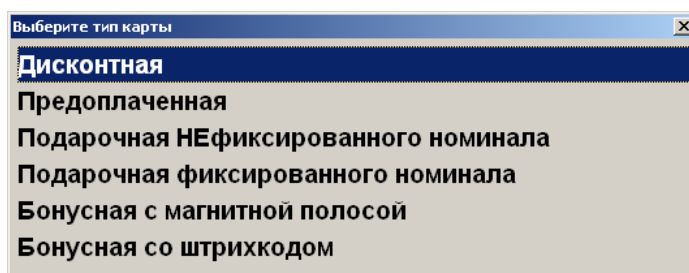 Выберите тип карты
Дисконтная
Предоплаченная
Подарочная НЕфиксированного номинала
Подарочная фиксированного номинала
Бонусная с магнитной полосой
Бонусная со штрихкодом